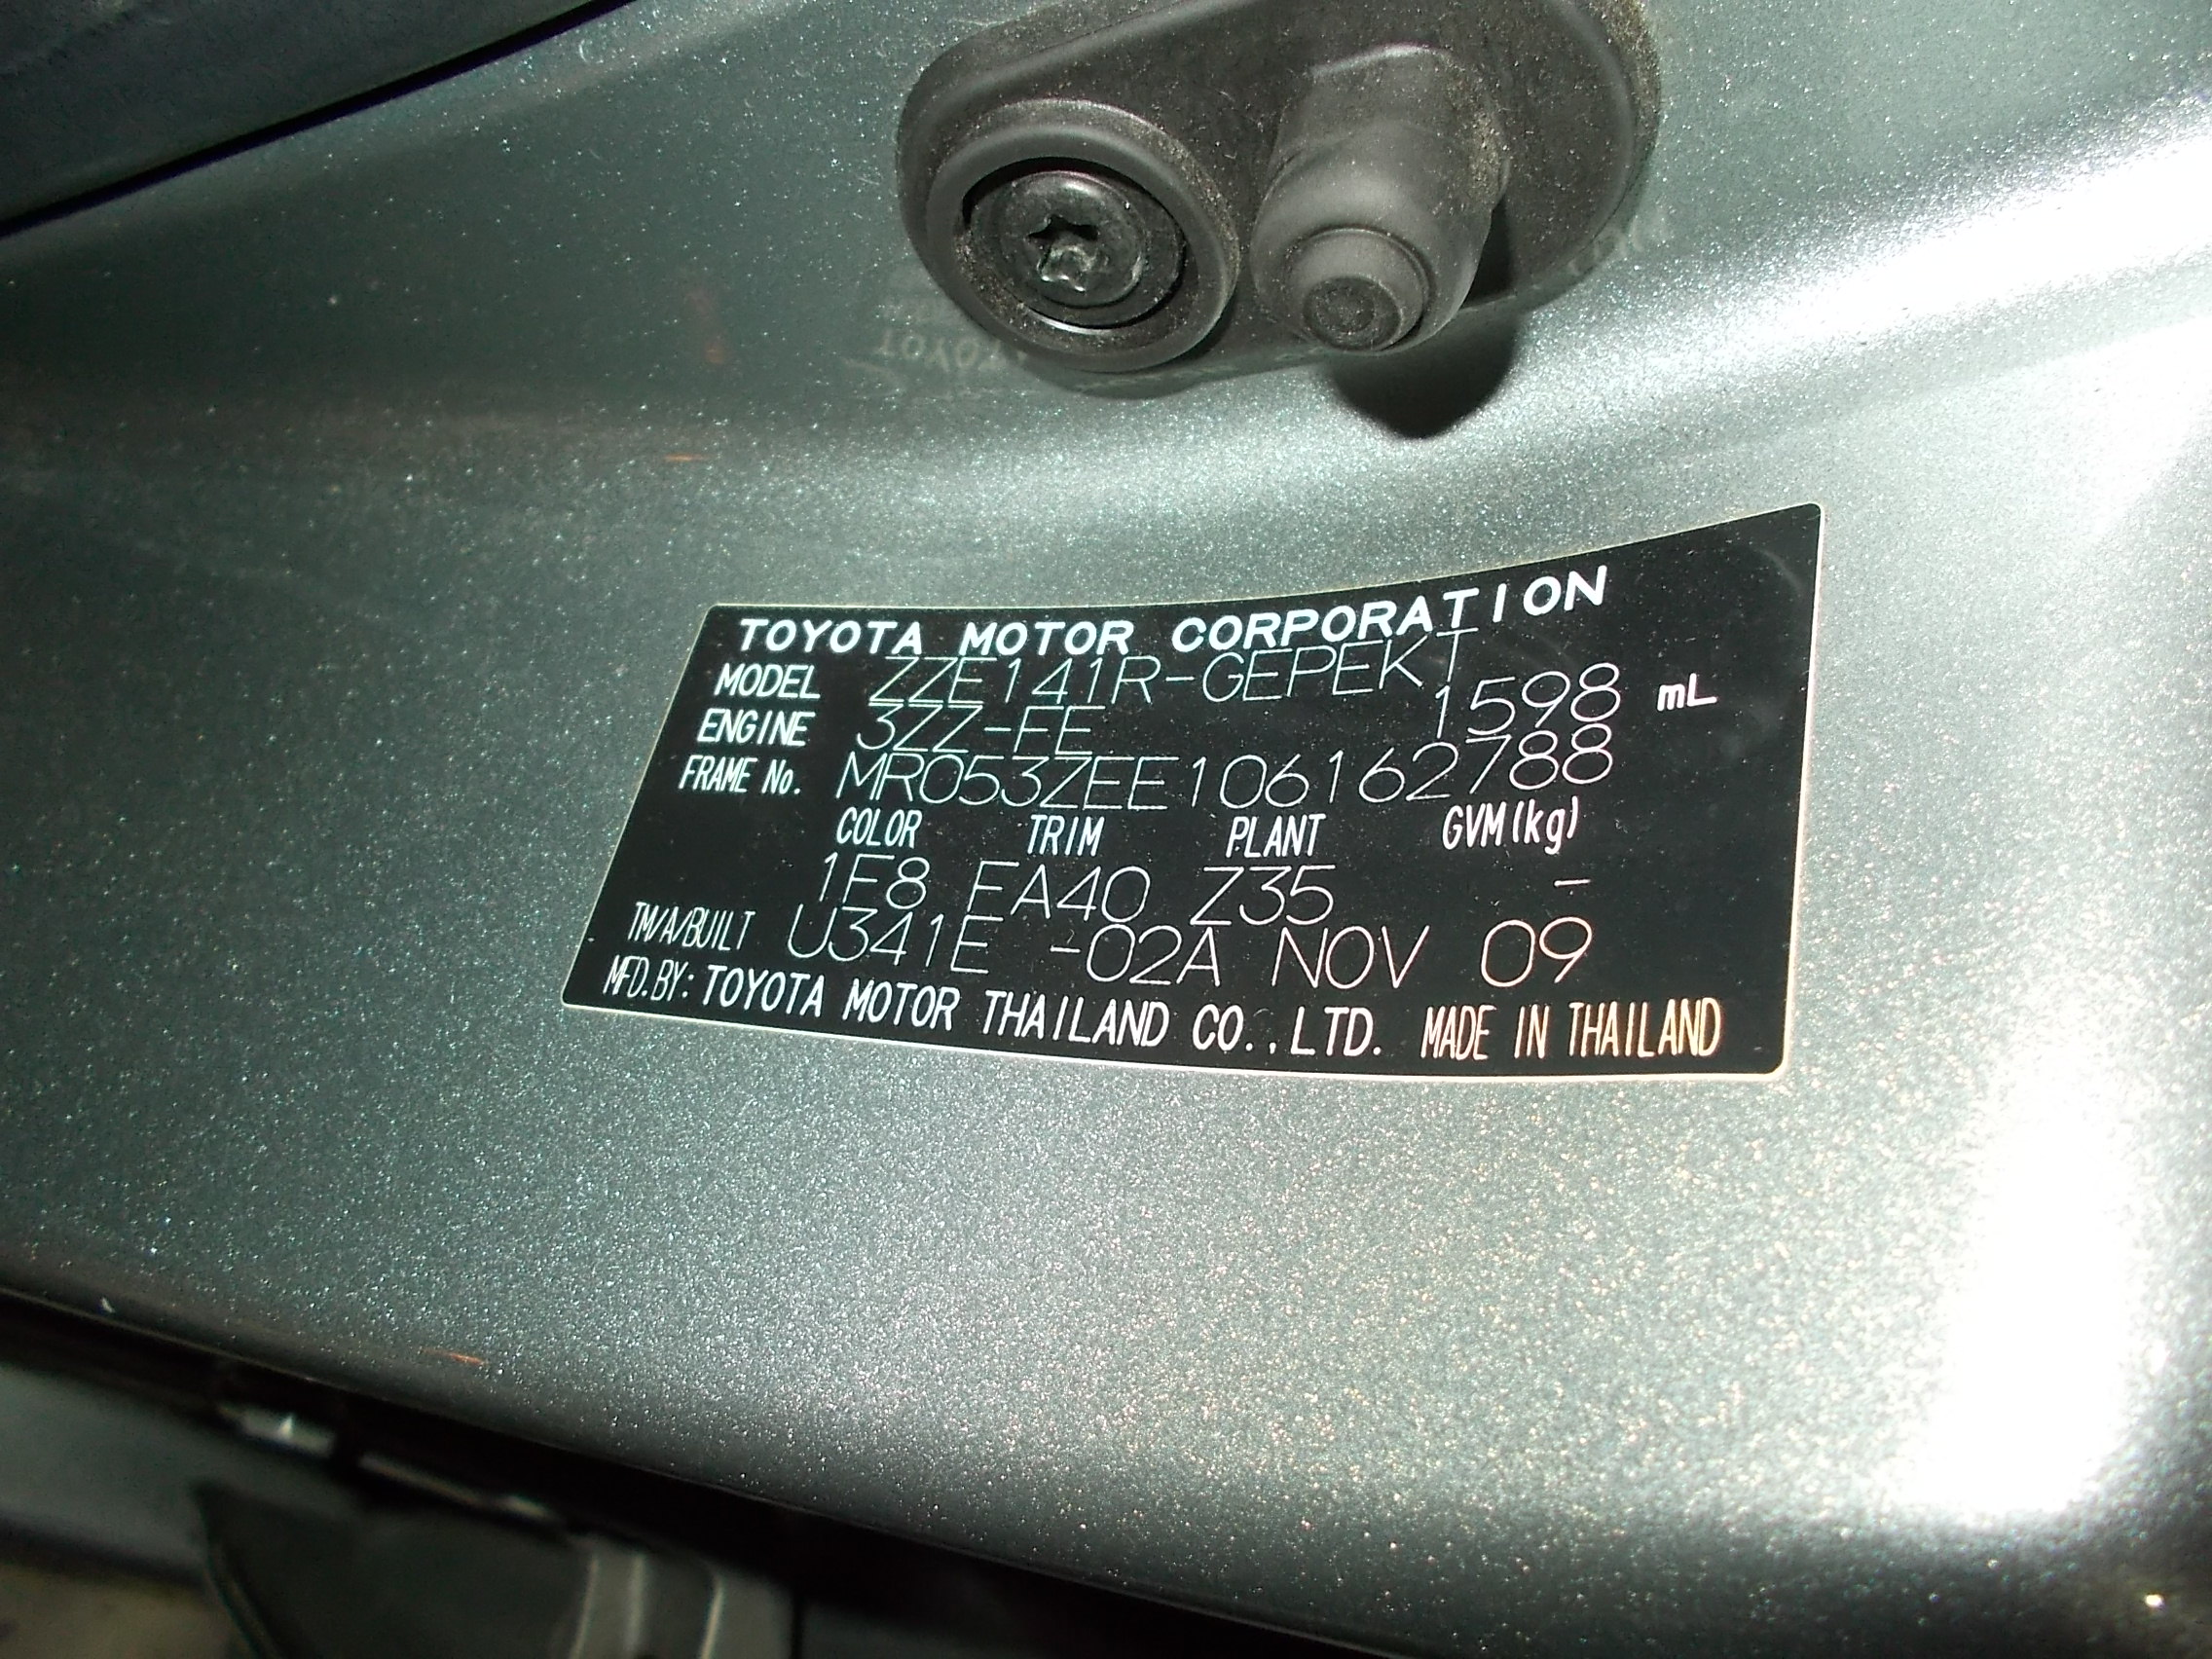 TOYOTA MOTOR CORPORATION
MODEL ZZE141R-GEPEKT
ENGINE 3ZZ-FE 1598 mL
FRAME No. MR053ZEE106162788
COLOR TRIM PLANT GVM(kg)
1F8 FA40 Z35 -
TM/A/BUILT U341E -02A NOV 09
MFD.BY: TOYOTA MOTOR THAILAND CO.,LTD. MADE IN THAILAND